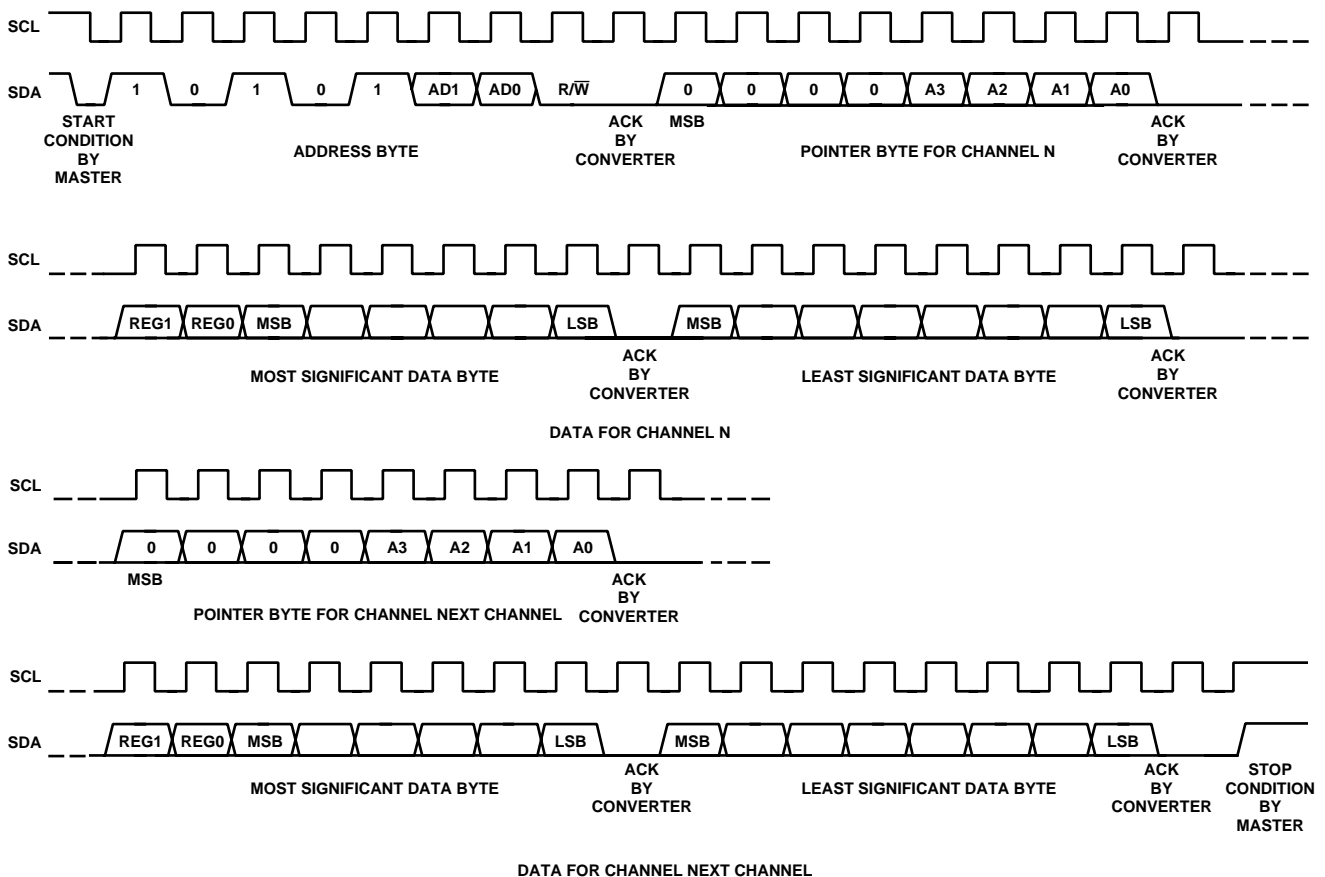 SCL
SDA 1 0 1 0 1 AD1 AD0 R/W̅ 0 0 0 0 A3 A2 A1 A0
START
CONDITION
BY
MASTER
ADDRESS BYTE
ACK
BY
CONVERTER
MSB
POINTER BYTE FOR CHANNEL N
ACK
BY
CONVERTER
SCL
SDA REG1 REG0 MSB LSB MSB LSB
MOST SIGNIFICANT DATA BYTE
ACK
BY
CONVERTER
LEAST SIGNIFICANT DATA BYTE
ACK
BY
CONVERTER
DATA FOR CHANNEL N
SCL
SDA 0 0 0 0 A3 A2 A1 A0
MSB
POINTER BYTE FOR CHANNEL NEXT CHANNEL
ACK
BY
CONVERTER
SCL
SDA REG1 REG0 MSB LSB MSB LSB
MOST SIGNIFICANT DATA BYTE
ACK
BY
CONVERTER
LEAST SIGNIFICANT DATA BYTE
ACK
BY
CONVERTER
STOP
CONDITION
BY
MASTER
DATA FOR CHANNEL NEXT CHANNEL